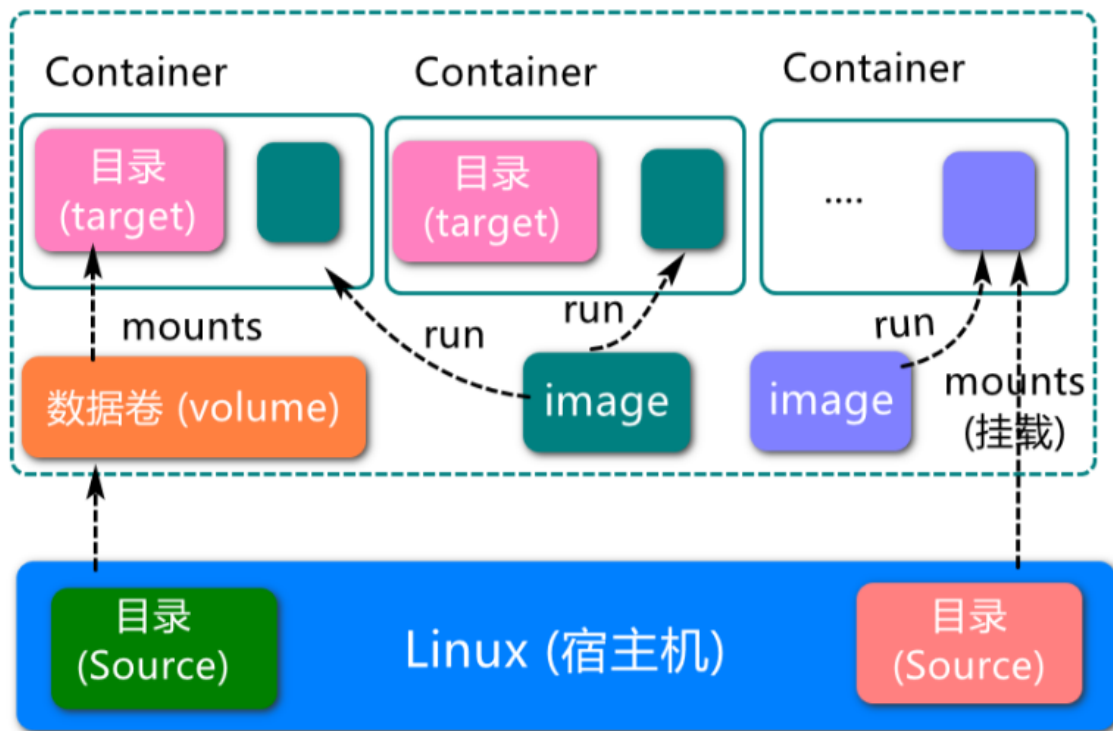 Container
Container
Container
目录
(target)
目录
(target)
....
mounts
run
run
run
数据卷 (volume)
image
image
mounts
(挂载)
目录
(Source)
Linux (宿主机)
目录
(Source)